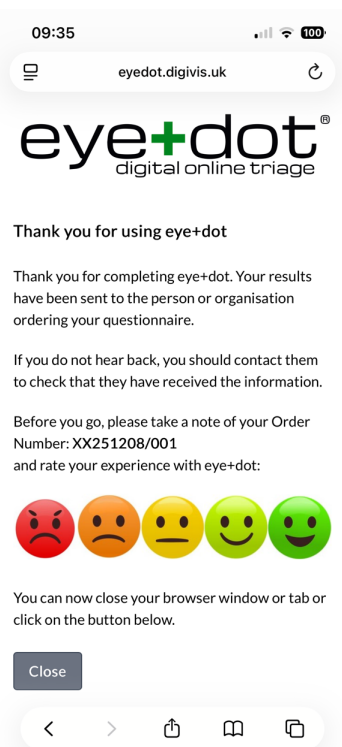 09:35
100
eyedot.digivis.uk
eye+dot®
digital online triage
Thank you for using eye+dot
Thank you for completing eye+dot. Your results
have been sent to the person or organisation
ordering your questionnaire.
If you do not hear back, you should contact them
to check that they have received the information.
Before you go, please take a note of your Order
Number: XX251208/001
and rate your experience with eye+dot:
You can now close your browser window or tab or
click on the button below.
Close